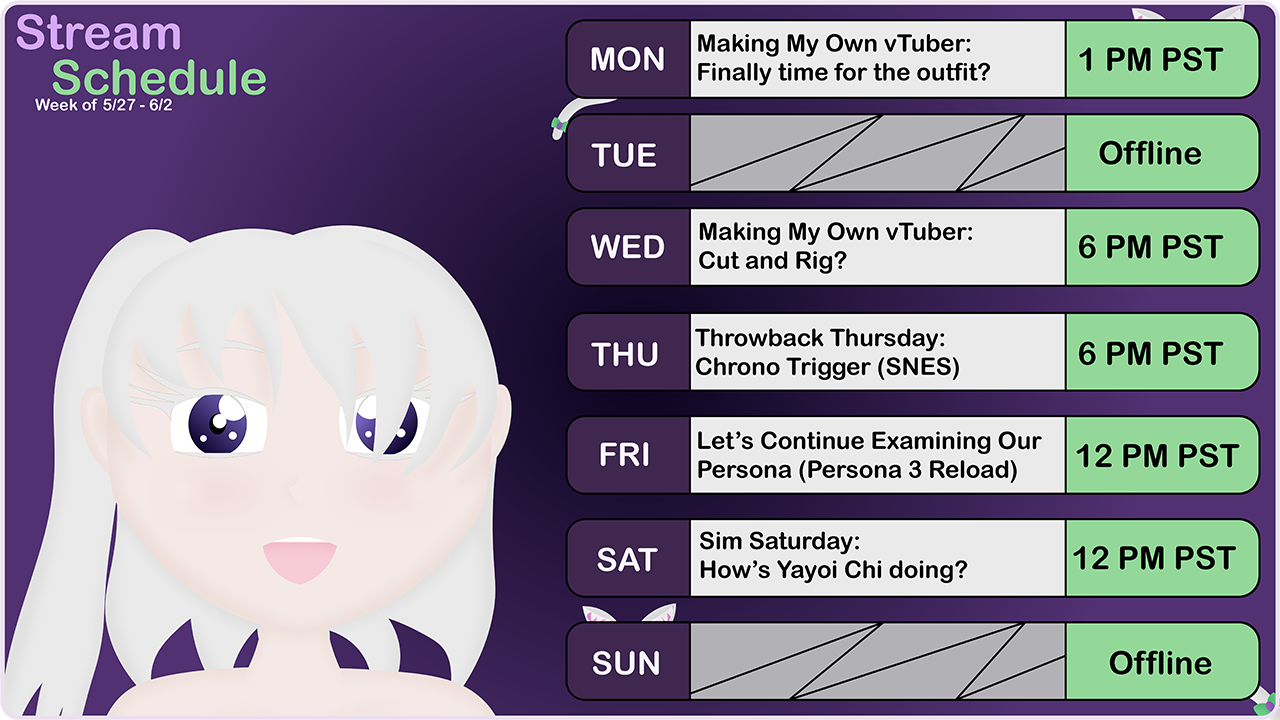 Stream
Schedule
Week of 5/27 - 6/2
MON
Making My Own vTuber:
Finally time for the outfit?
1 PM PST
TUE
Offline
WED
Making My Own vTuber:
Cut and Rig?
6 PM PST
THU
Throwback Thursday:
Chrono Trigger (SNES)
6 PM PST
FRI
Let’s Continue Examining Our
Persona (Persona 3 Reload)
12 PM PST
SAT
Sim Saturday:
How’s Yayoi Chi doing?
12 PM PST
SUN
Offline